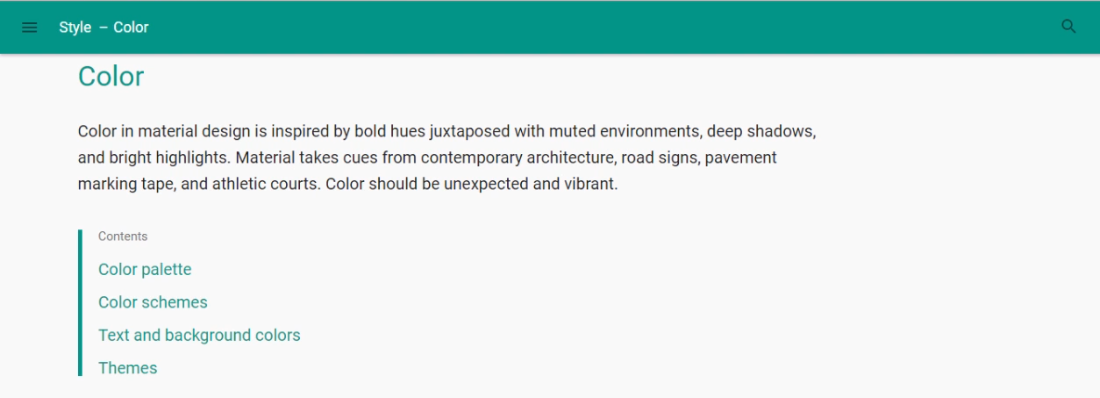 Style – Color
Color
Color in material design is inspired by bold hues juxtaposed with muted environments, deep shadows,
and bright highlights. Material takes cues from contemporary architecture, road signs, pavement
marking tape, and athletic courts. Color should be unexpected and vibrant.
Contents
Color palette
Color schemes
Text and background colors
Themes